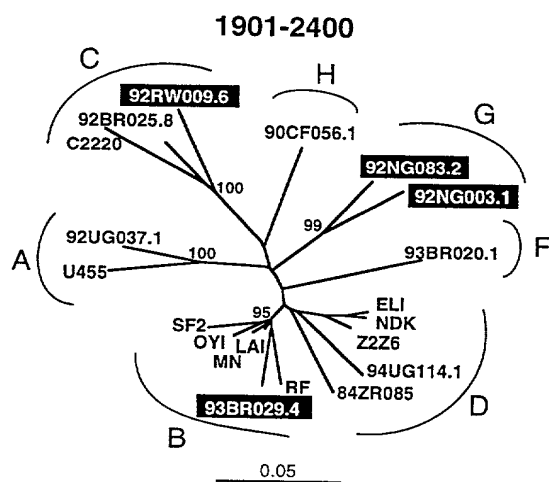 1901-2400
C
H
92RW009.6
G
92BR025.8
90CF056.1
C2220
92NG083.2
100
92NG003.1
99
F
92UG037.1
A
100
93BR020.1
U455
95
ELI
SF2
NDK
OYI
LAI
Z2Z6
MN
94UG114.1
RF
84ZR085
93BR029.4
D
B
0.05